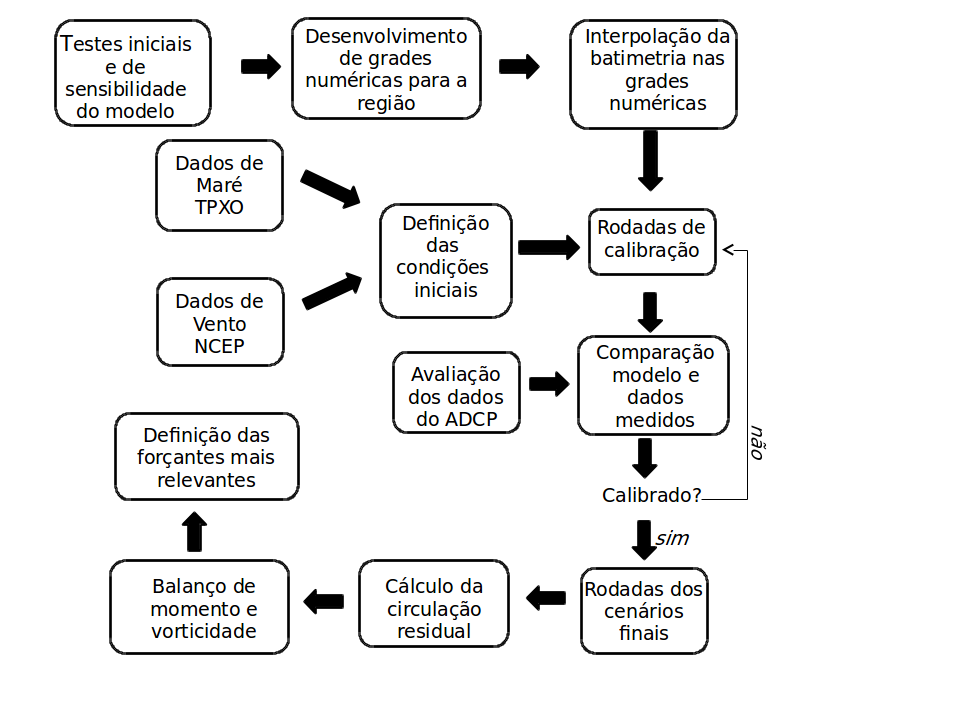 Testes iniciais
e de
sensibilidade
do modelo
Desenvolvimento
de grades
numéricas para a
região
Interpolação da
batimetria nas
grades
numéricas
Dados de
Maré
TPXO
Dados de
Vento
NCEP
Definição
das
condições
iniciais
Rodadas de
calibração
Avaliação
dos dados
do ADCP
Comparação
modelo e
dados
medidos
não
Calibrado?
sim
Rodadas dos
cenários
finais
Cálculo da
circulação
residual
Balanço de
momento e
vorticidade
Definição das
forçantes mais
relevantes